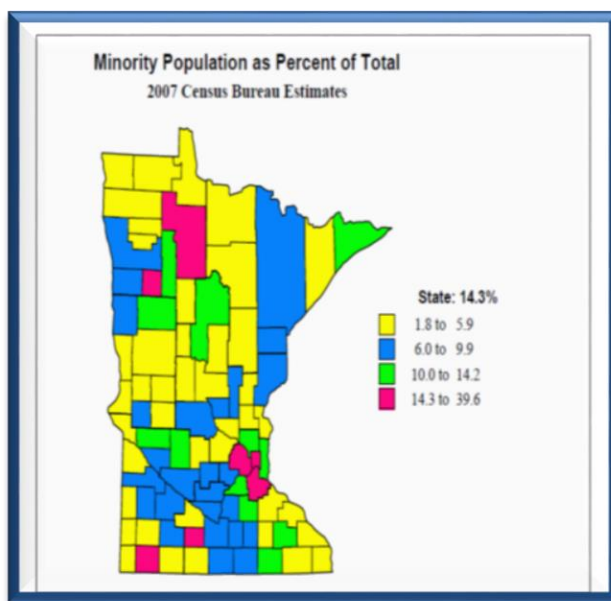 Minority Population as Percent of Total
2007 Census Bureau Estimates
State: 14.3%
1.8 to 5.9
6.0 to 9.9
10.0 to 14.2
14.3 to 39.6